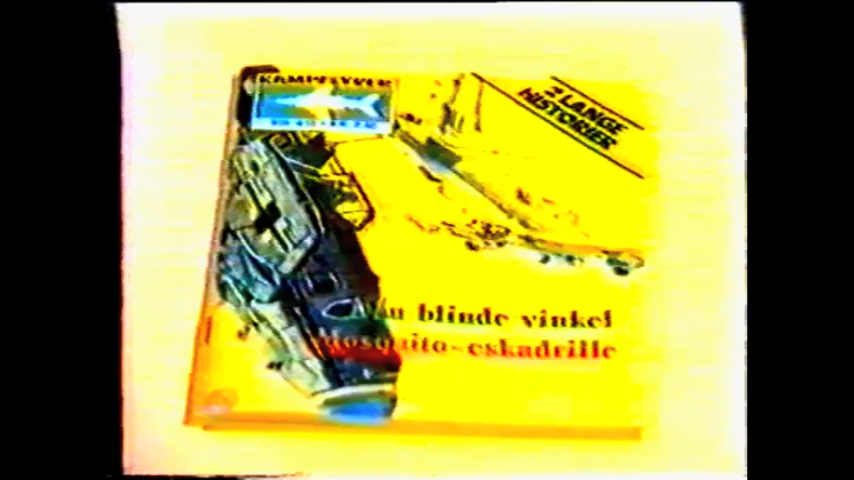 KAMPFLYVER
2 LANGE
HISTORIER
blinde vinkel
Mosquito-eskadrille